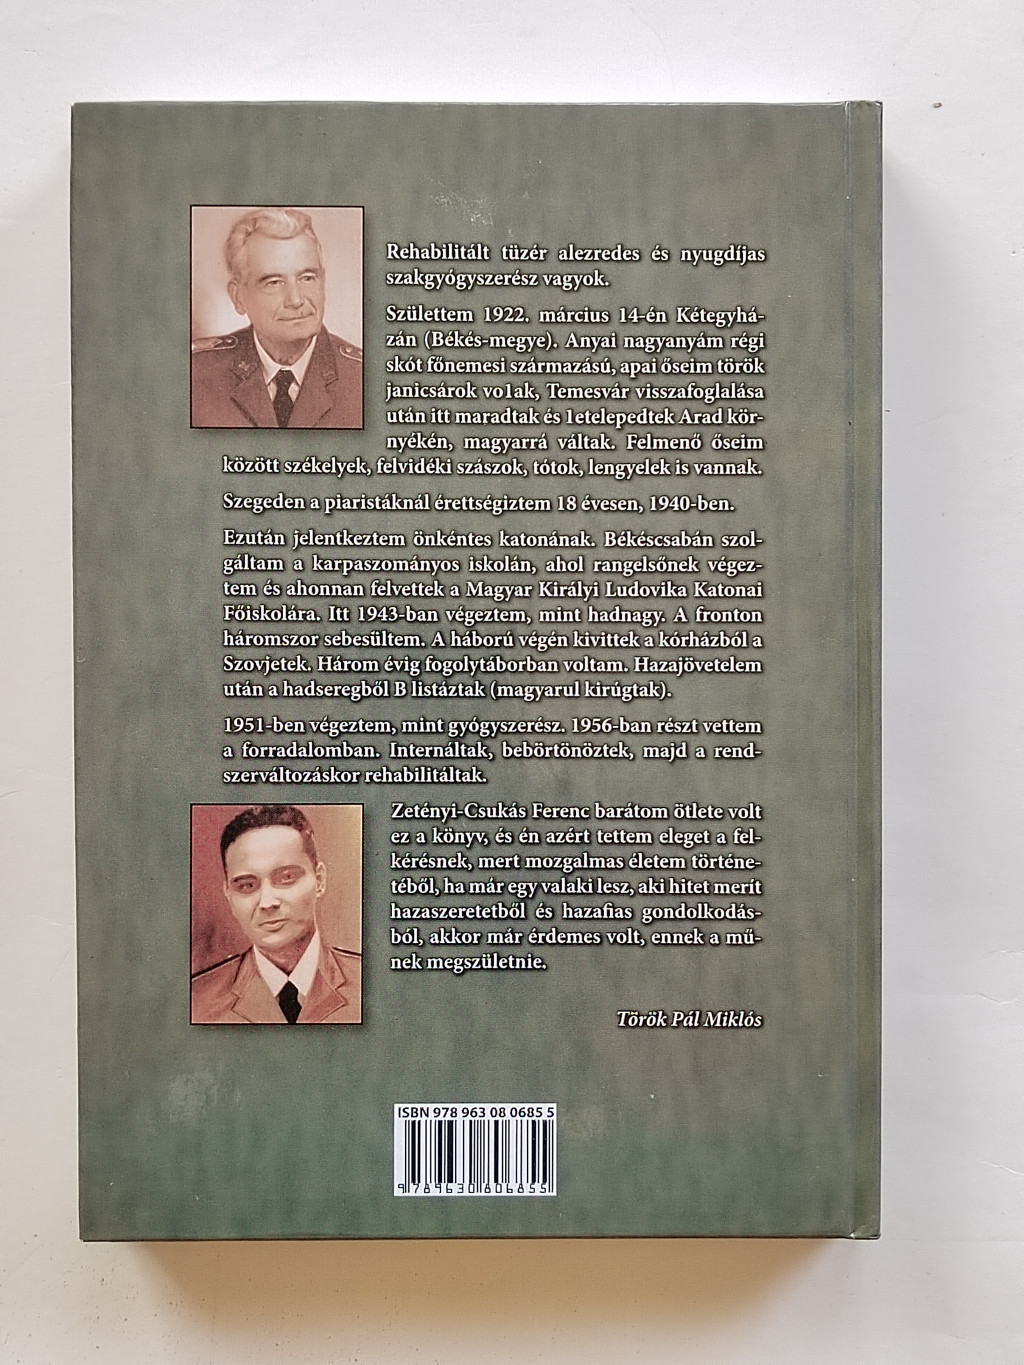 Rehabilitált tüzér alezredes és nyugdíjas
szakgyógyszerész vagyok.
Születtem 1922. március 14-én Kétegyhá-
zán (Békés-megye). Anyai nagyanyám régi
skót főnemesi származású, apai őseim török
janicsárok vo1ak, Temesvár visszafoglalása
után itt maradtak és 1etelepedtek Arad kör-
nyékén, magyarrá váltak. Felmenő őseim
között székelyek, felvidéki szászok, tótok, lengyelek is vannak.
Szegeden a piaristáknál érettségiztem 18 évesen, 1940-ben.
Ezután jelentkeztem önkéntes katonának. Békéscsabán szol-
gáltam a karpaszományos iskolán, ahol rangelsőnek végez-
tem és ahonnan felvettek a Magyar Királyi Ludovika Katonai
Főiskolára. Itt 1943-ban végeztem, mint hadnagy. A fronton
háromszor sebesültem. A háború végén kivittek a kórházból a
Szovjetek. Három évig fogolytáborban voltam. Hazajövetelem
után a hadseregből B listáztak (magyarul kirúgtak).
1951-ben végeztem, mint gyógyszerész. 1956-ban részt vettem
a forradalomban. Internáltak, bebörtönöztek, majd a rend-
szerváltozáskor rehabilitáltak.
Zetényi-Csukás Ferenc barátom ötlete volt
ez a könyv, és én azért tettem eleget a fel-
kérésnek, mert mozgalmas életem történe-
téből, ha már egy valaki lesz, aki hitet merít
hazaszeretetből és hazafias gondolkodás-
ból, akkor már érdemes volt, ennek a mű-
nek megszületnie.
Török Pál Miklós
ISBN 978 963 08 0685 5
9 789630 806855